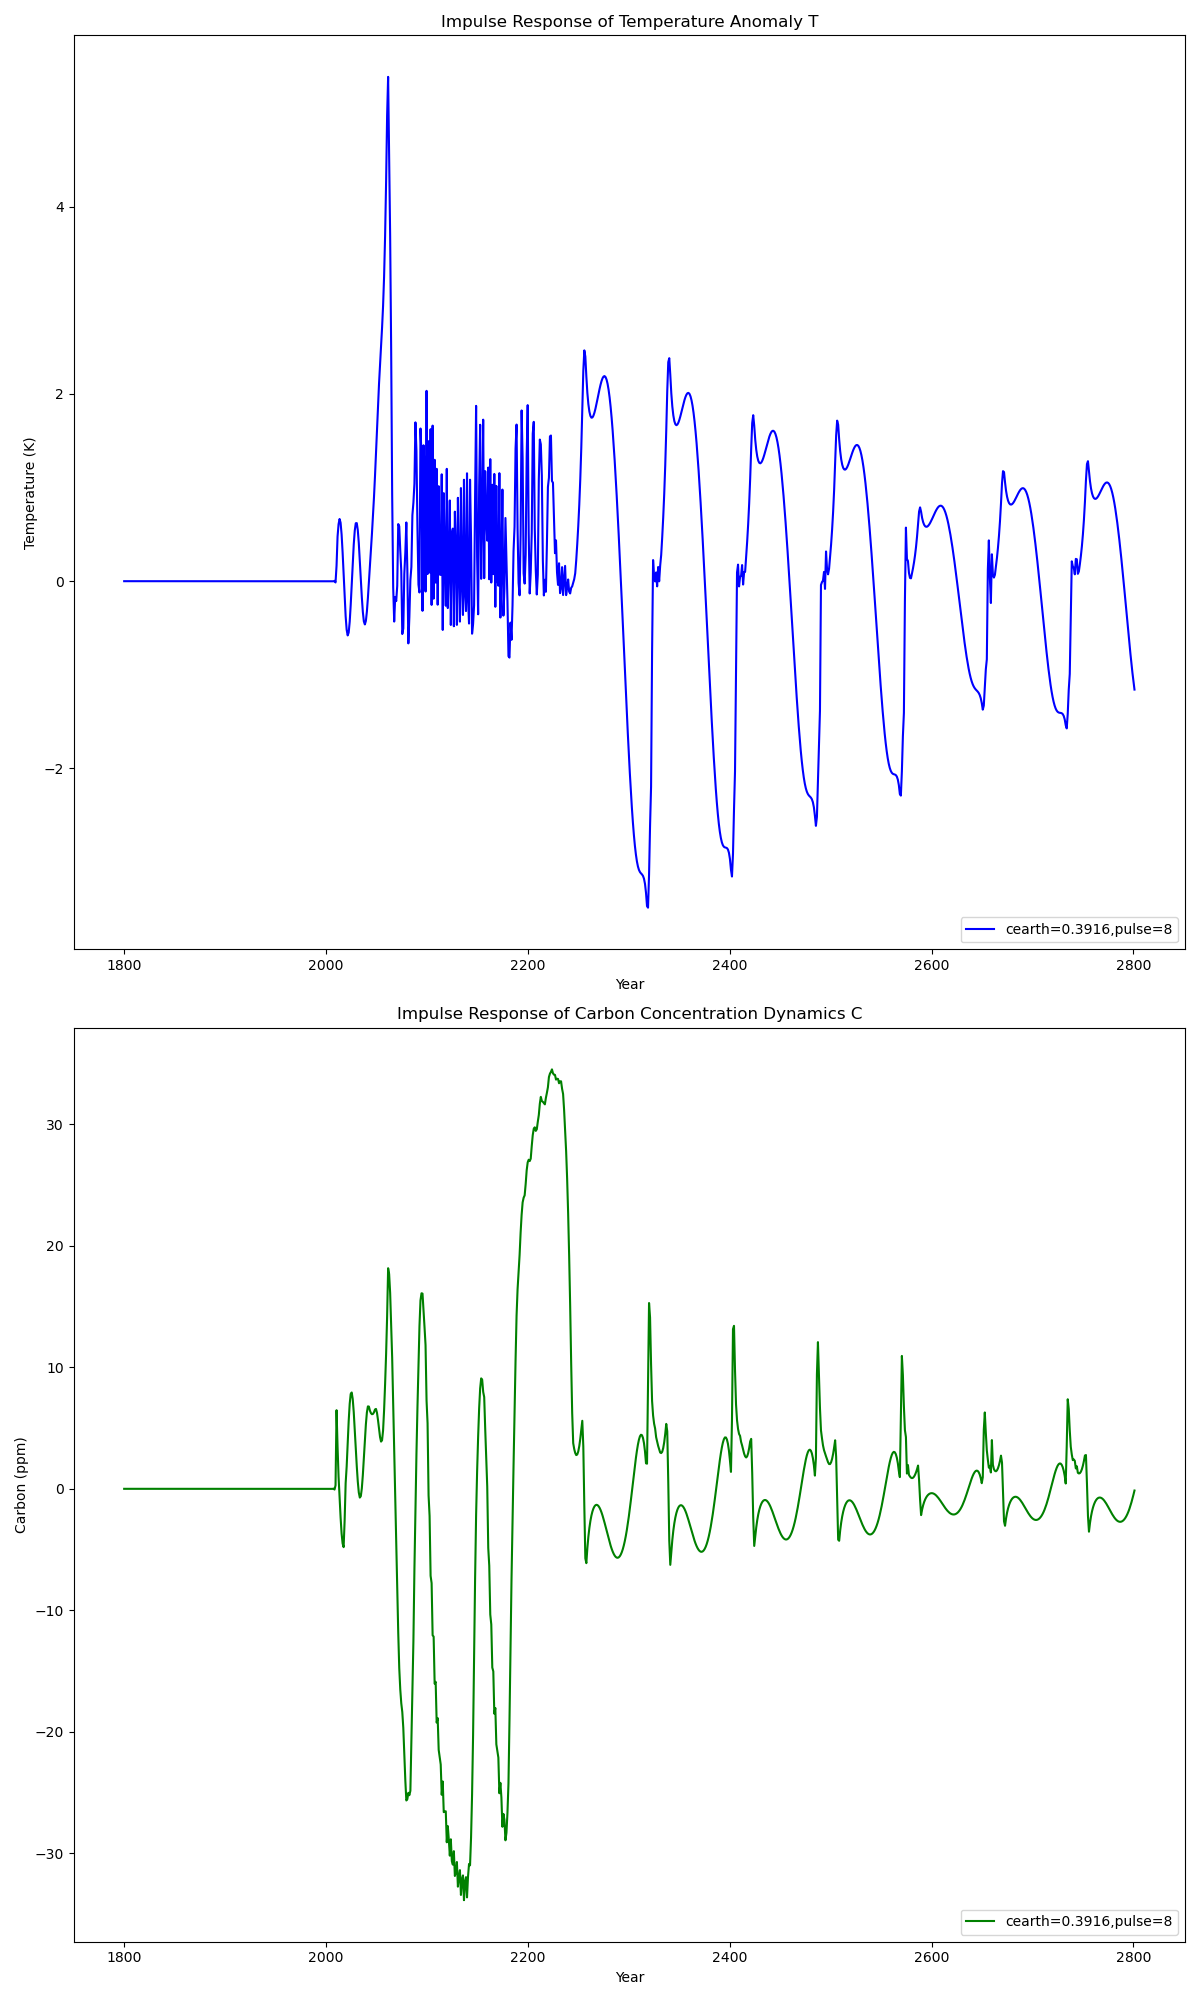 Impulse Response of Temperature Anomaly T
Temperature (K)
4
2
0
−2
cearth=0.3916,pulse=8
1800 2000 2200 2400 2600 2800
Year
Impulse Response of Carbon Concentration Dynamics C
Carbon (ppm)
30
20
10
0
−10
−20
−30
cearth=0.3916,pulse=8
1800 2000 2200 2400 2600 2800
Year